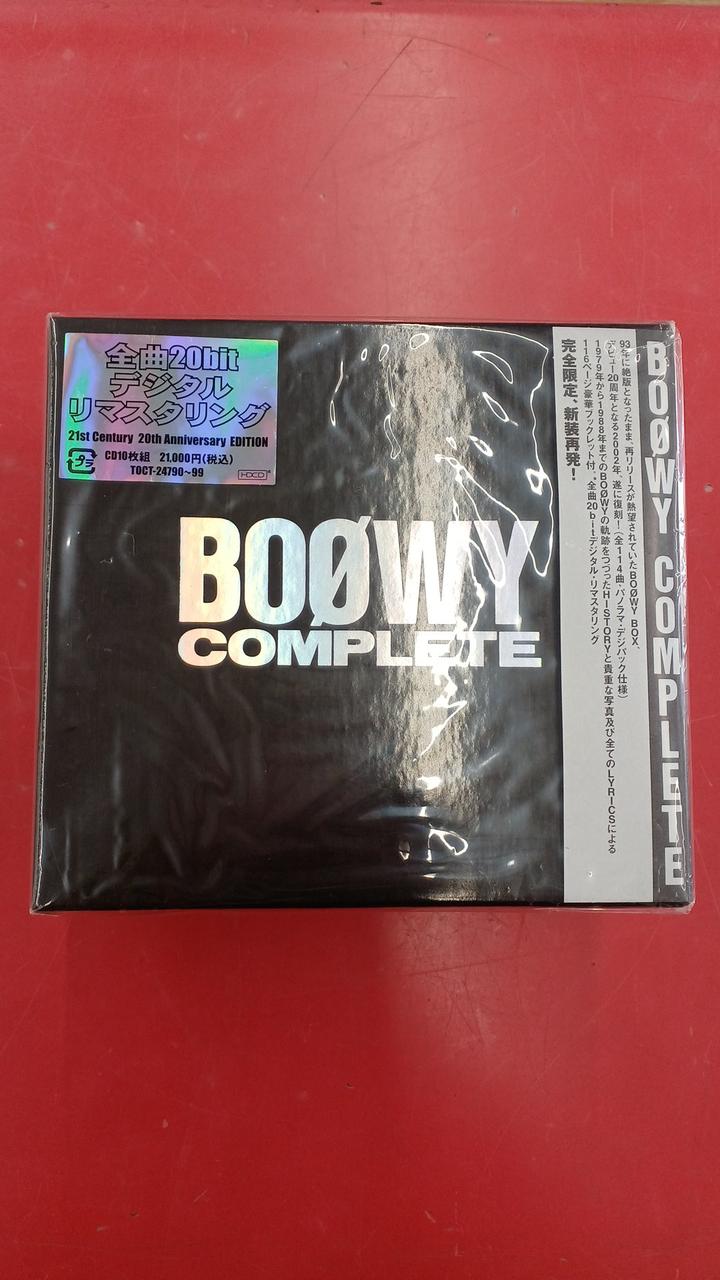 全曲20bit
デジタル
リマスタリング
21st Century 20th Anniversary EDITION
プラ
CD10枚組 21,000円(税込)
TOCT-24790~99
HDCD
BOØWY
COMPLETE
BOØWY COMPLETE
93年に絶版となったまま、再リリースが熱望されていたBOØWY BOX、
デビュー20周年となる2002年、遂に復刻!(全114曲、パノラマ・デジパック仕様)
1979年から1988年までのBOØWYの軌跡をつづったHISTORYと貴重な写真及び全てのLYRICSによる
116ページ豪華ブックレット付、全曲20bitデジタル・リマスタリング
完全限定、新装再発!